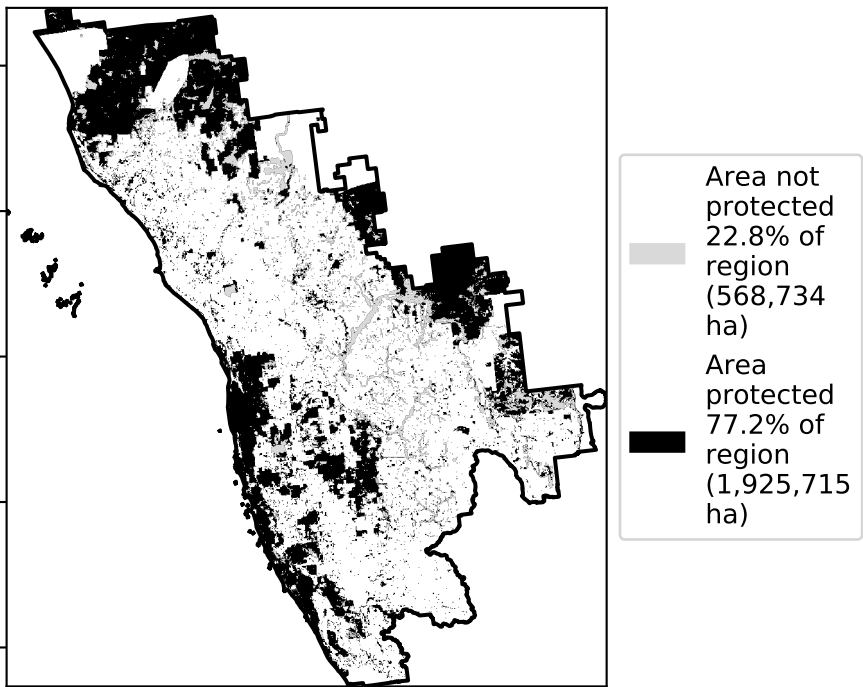 Area not
protected
22.8% of
region
(568,734
ha)
Area
protected
77.2% of
region
(1,925,715
ha)